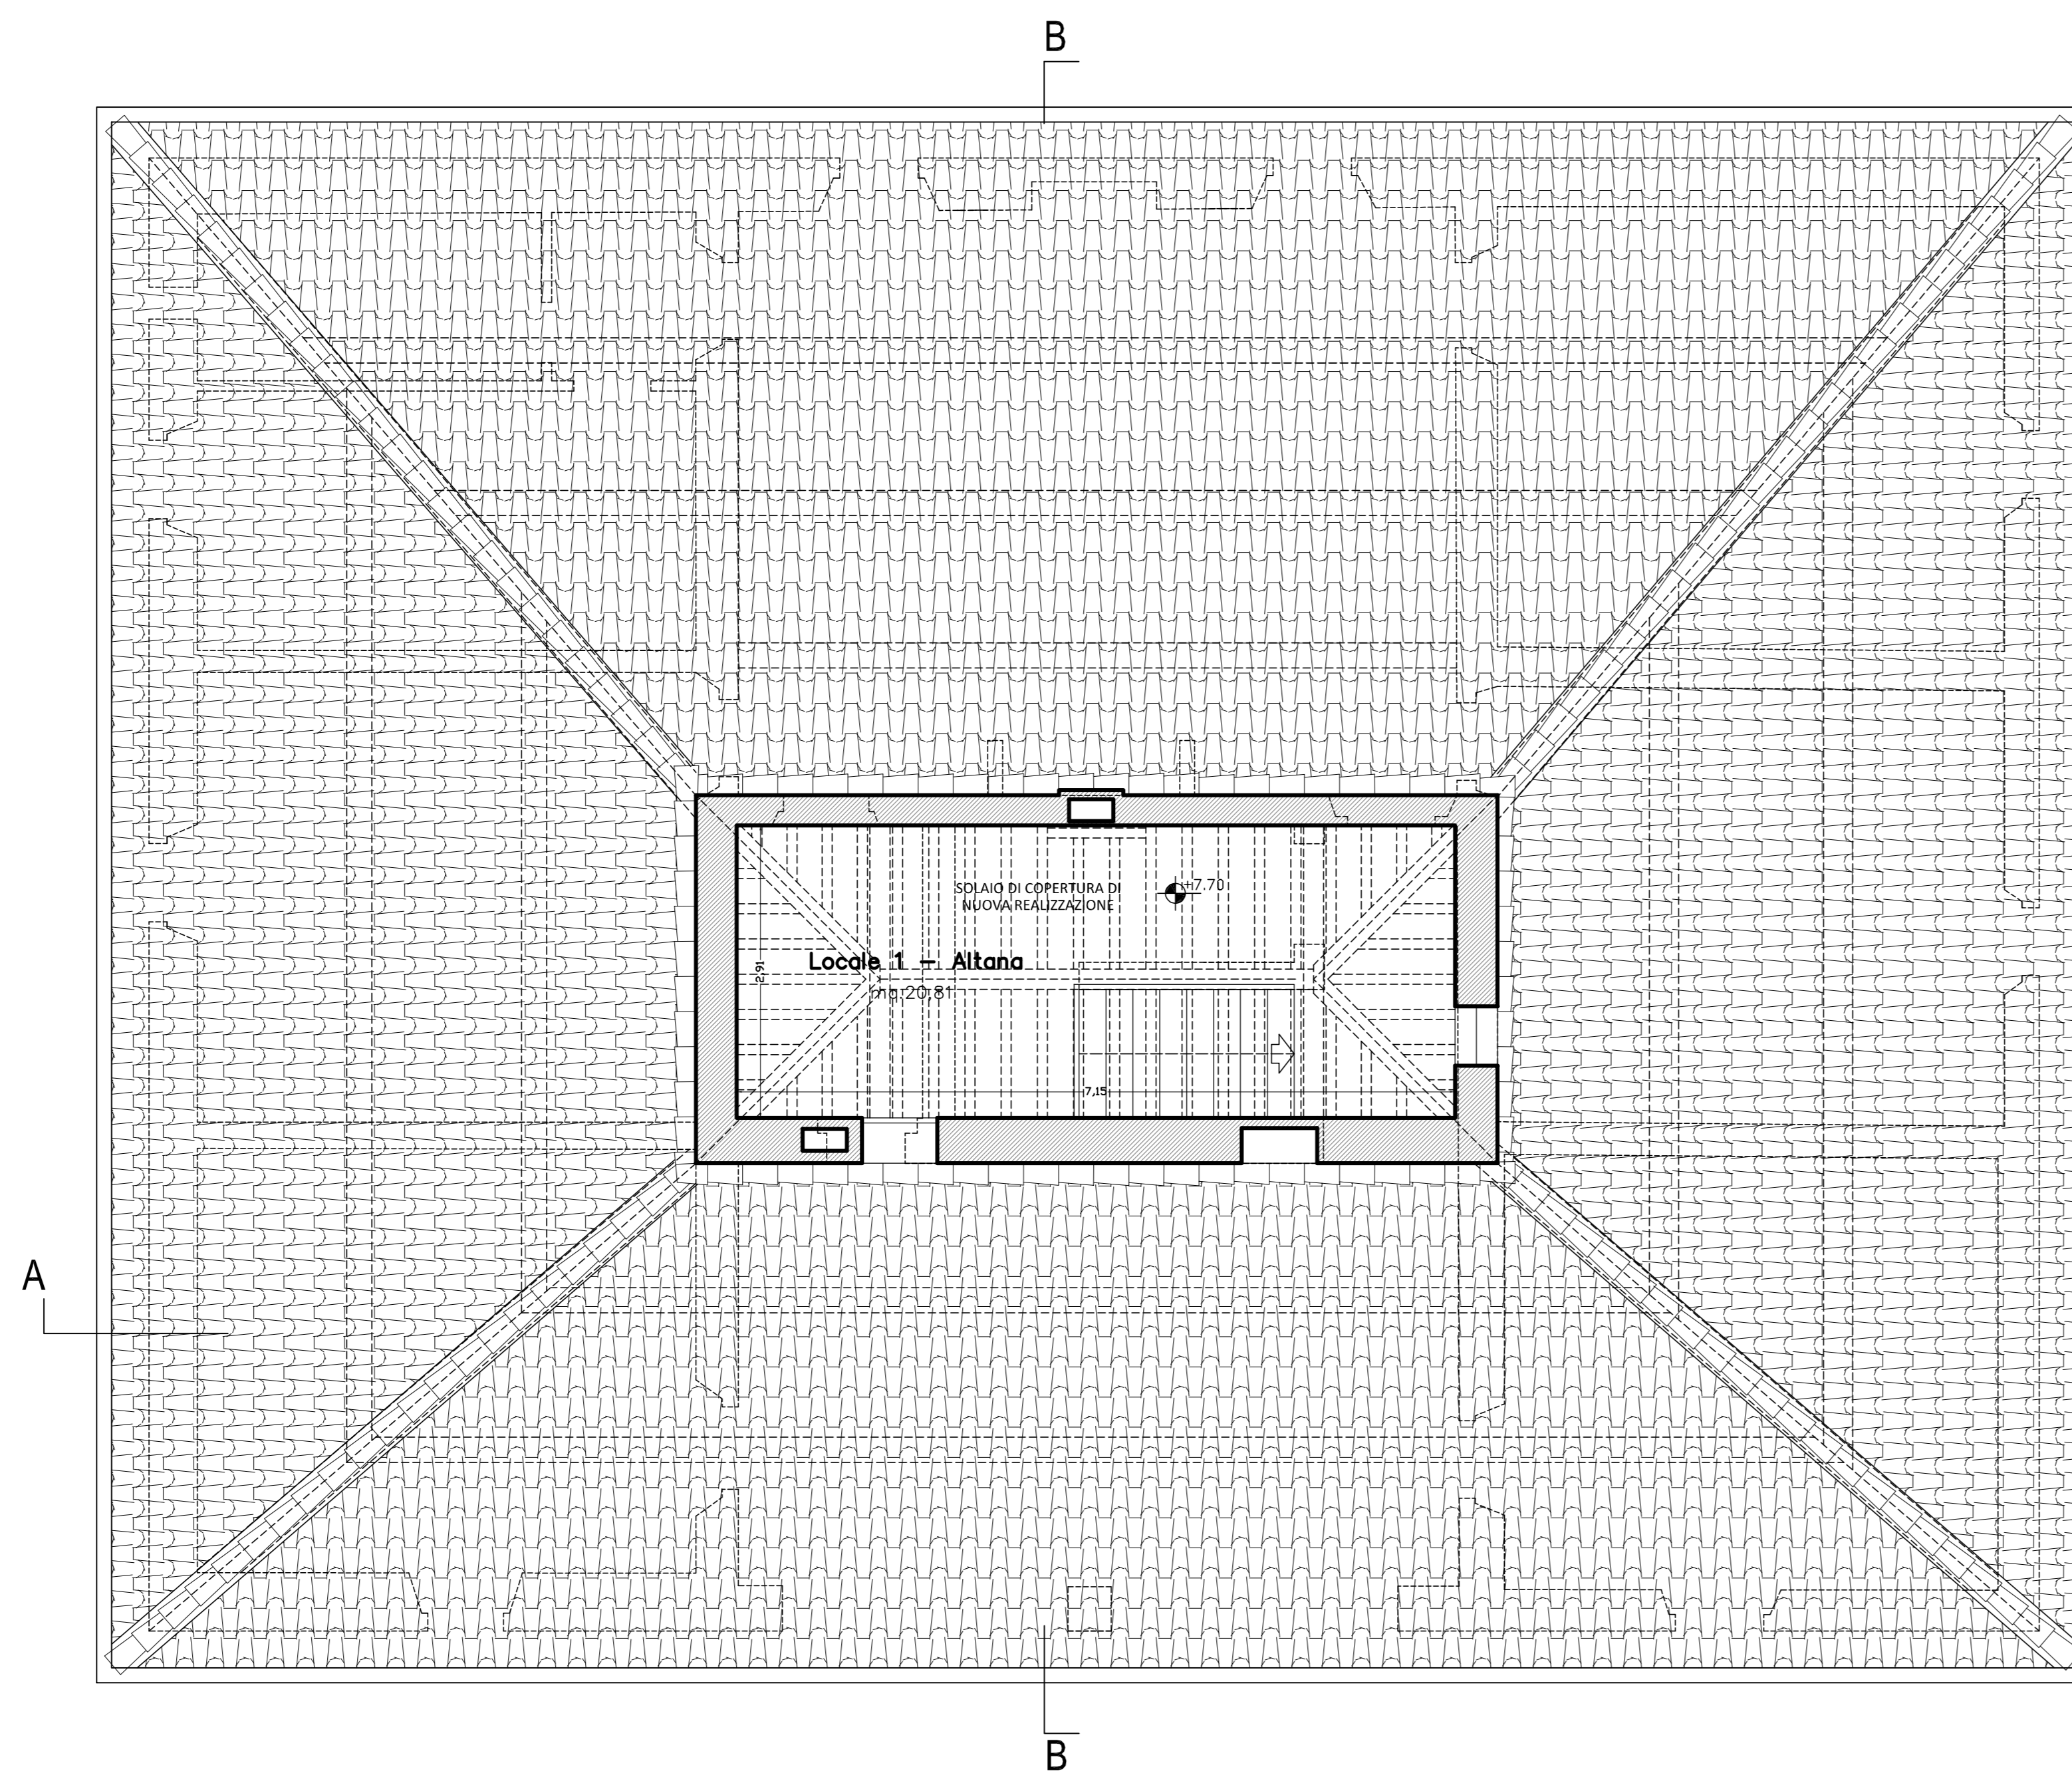 B
SOLAIO DI COPERTURA DI
NUOVA REALIZZAZIONE
+7.70
Locale 1 - Altana
mq.20,81
2,91
7,15
A
B